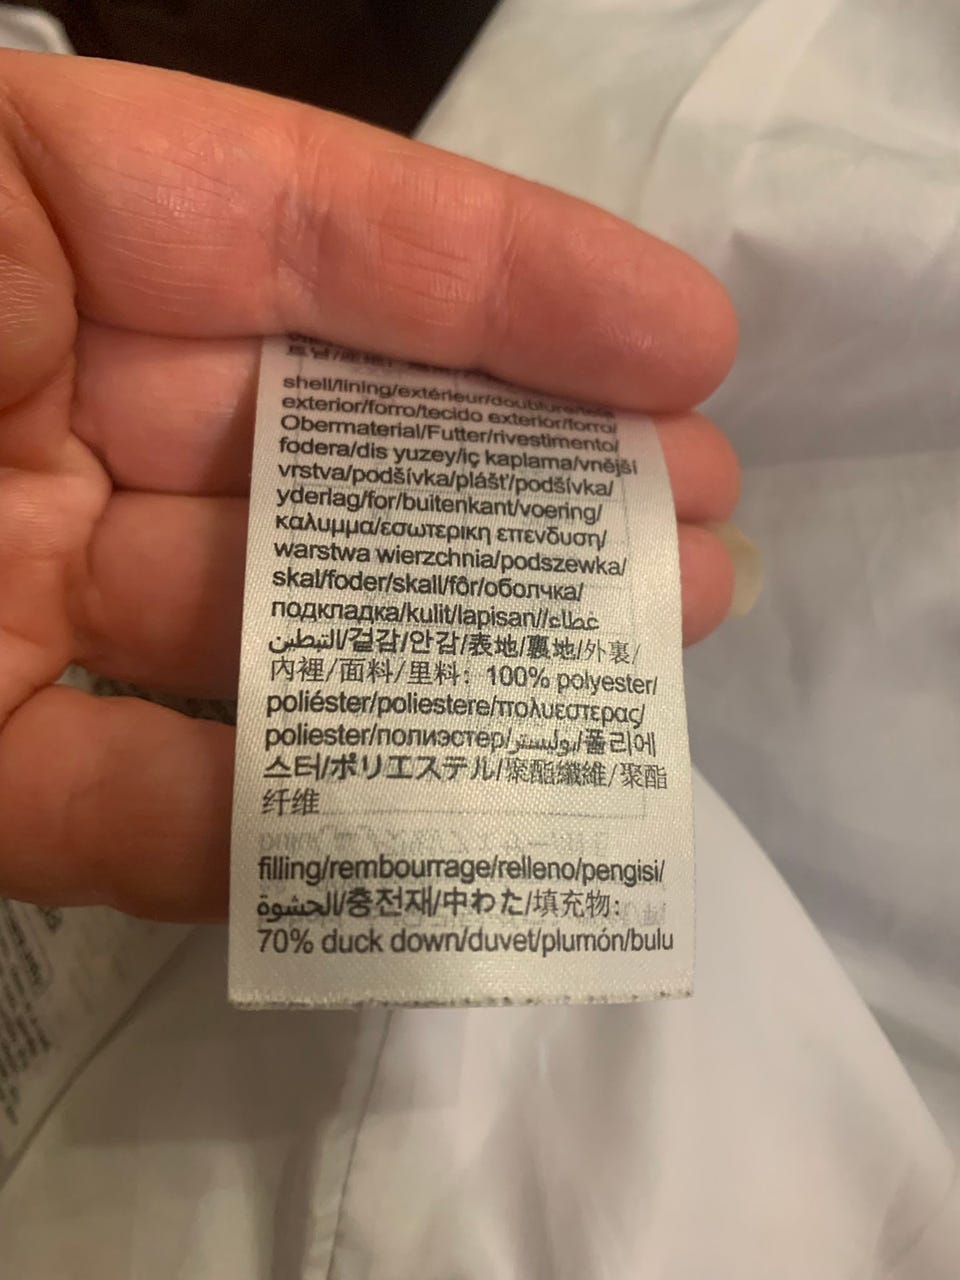 shell/lining/extérieur/doublure/tela
exterior/forro/tecido exterior/forro/
Obermaterial/Futter/rivestimento/
fodera/dis yuzey/iç kaplama/vnější
vrstva/podšívka/plášť/podšívka/
yderlag/for/buitenkant/voering/
καλυμμα/εσωτερικη επενδυση/
warstwa wierzchnia/podszewka/
skal/foder/skall/fôr/оболчка/
подкладка/kulit/lapisan//غطاء
التبطين/겉감/안감/表地/裏地/外裏/
內裡/面料/里料: 100% polyester/
poliéster/poliestere/πολυεστερας/
poliester/полиэстер/بوليستر/폴리에
스터/ポリエステル/聚酯纖維/聚酯
纤维
filling/rembourrage/relleno/pengisi/
الحشوة/충전재/中わた/填充物:
70% duck down/duvet/plumón/bulu